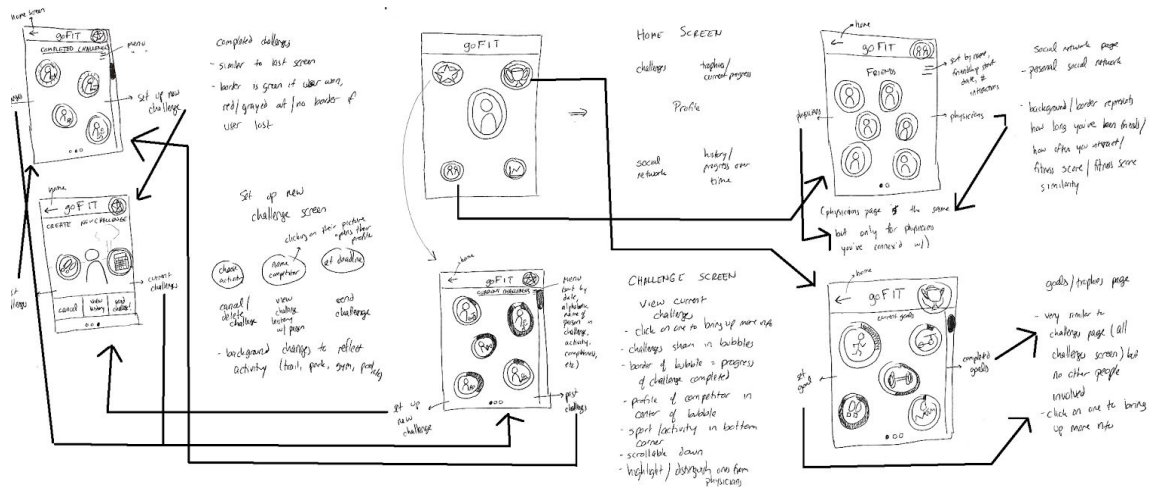 home screen
goFIT
COMPLETED CHALLENGES
menu
set up new
challenge
completed challenges
- similar to last screen
- border is green if user won,
red/grayed out/no border if
user lost
home
goFIT
CREATE NEW CHALLENGE
cancel
view
history
send
challenge
current
challenges
Set up new
challenge screen
clicking on their picture
opens their
profile
choose
activity
name
competitor
set deadline
cancel/
delete
challenge
view
challenge
history
w/ person
send
challenge
- background changes to reflect
activity (trail, park, gym, pool, etc)
goFIT
HOME SCREEN
challenges
trophies/
current progress
Profile
social
network
history/
progress over
time
home
goFIT
CURRENT CHALLENGES
Menu
(sort by
date,
alphabetic
name of
person in
challenge,
activity,
competitiveness,
etc)
set up
new
challenge
past
challenges
CHALLENGE SCREEN
view current
challenge
- click on one to bring up more info
- challenges shown in bubbles
- border of bubble = progress
of challenge completed
- profile of competitor in
center of bubble
- sport/activity in bottom
corner
- scrollable down
- highlight/distinguish ones from
physicians
home
goFIT
FRIENDS
sort by name,
friendship start
date, #
interactions
physicians
physicians
social network page
- personal social network
- background/border represents
how long you've been friends/
how often you interact/
fitness score/fitness score
similarity
(physicians page is the same
but only for physicians
you've connex'd w/)
home
goFIT
current goals
set
goal
completed
goals
goals/trophies page
- very similar to
challenges page (all
challenges screen) but
no other people
involved
- click on one to bring
up more info